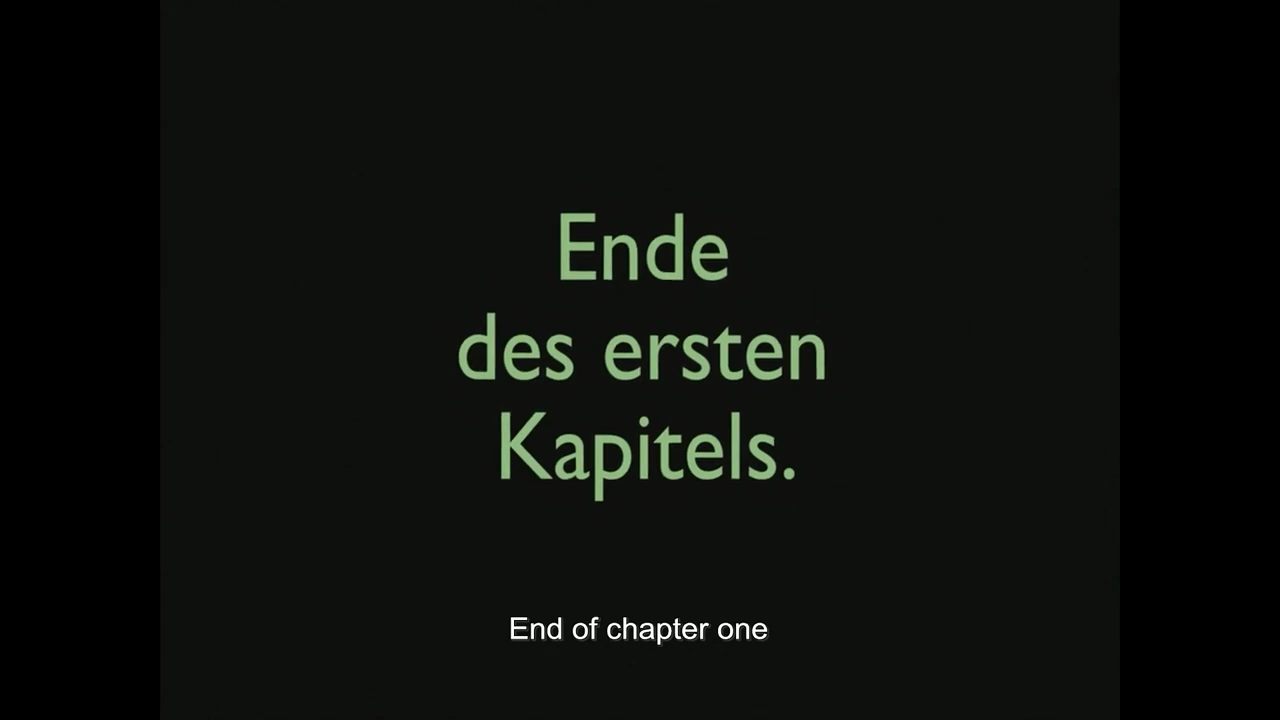 Ende
des ersten
Kapitels.
End of chapter one